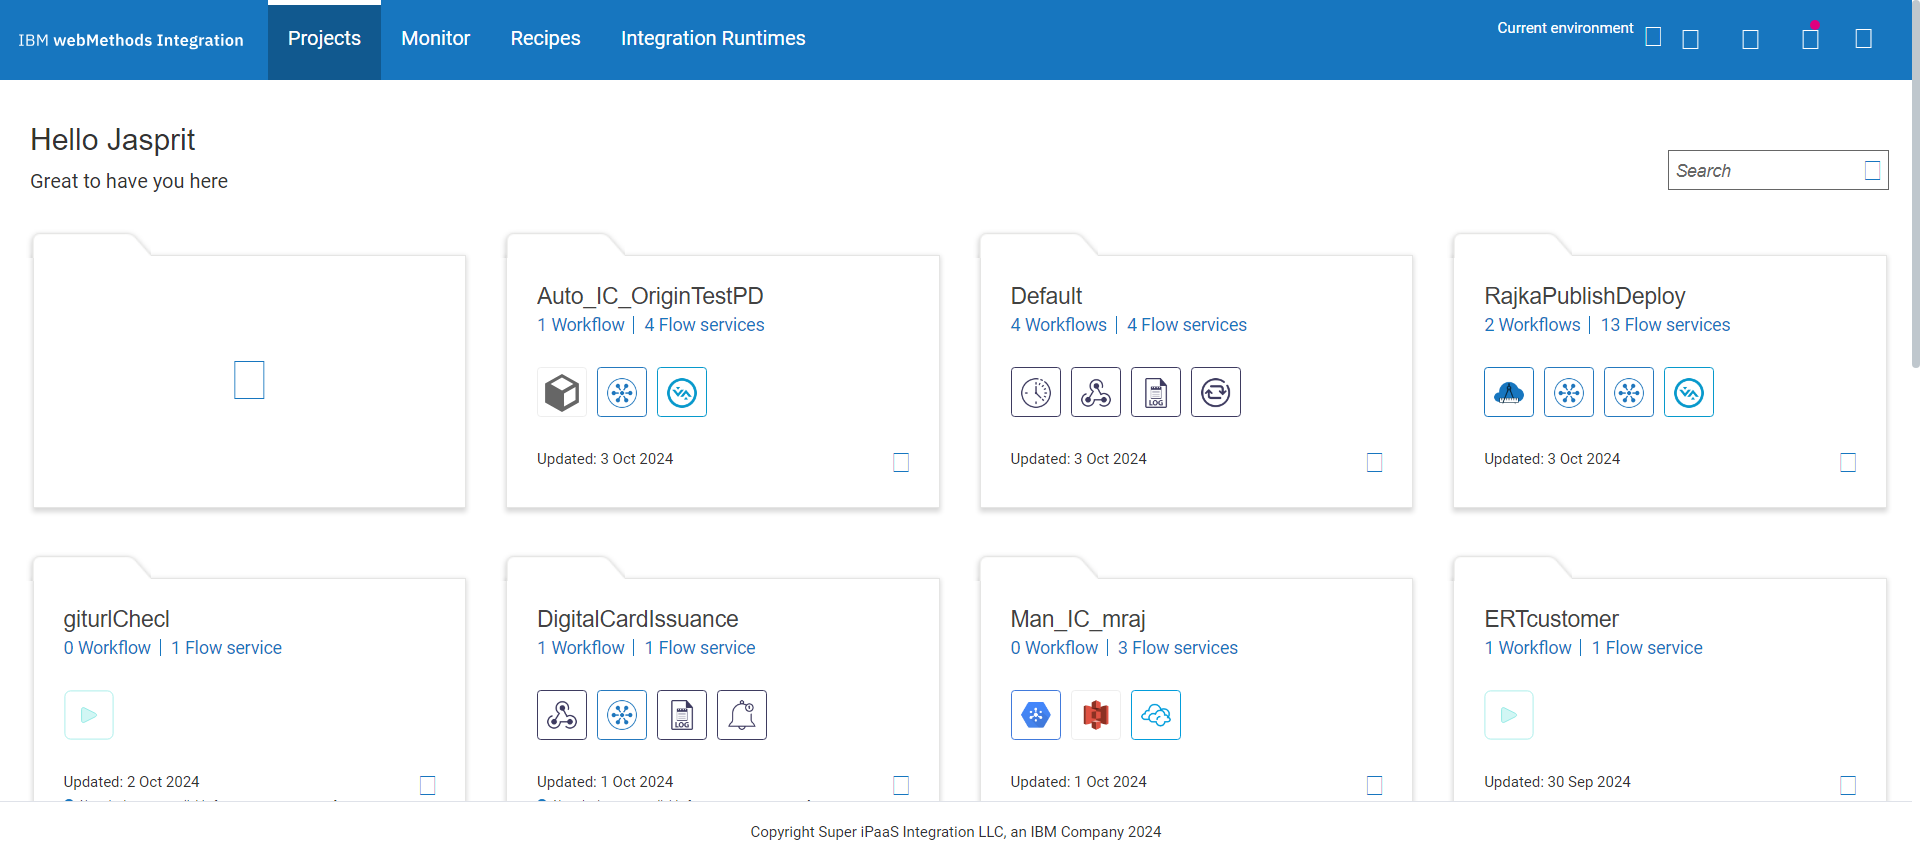 IBM webMethods Integration
Projects
Monitor
Recipes
Integration Runtimes
Current environment
Hello Jasprit
Great to have you here
Search
Auto_IC_OriginTestPD
1 Workflow | 4 Flow services
Updated: 3 Oct 2024
Default
4 Workflows | 4 Flow services
LOG
Updated: 3 Oct 2024
RajkaPublishDeploy
2 Workflows | 13 Flow services
Updated: 3 Oct 2024
giturlChecl
0 Workflow | 1 Flow service
Updated: 2 Oct 2024
DigitalCardIssuance
1 Workflow | 1 Flow service
LOG
Updated: 1 Oct 2024
Man_IC_mraj
0 Workflow | 3 Flow services
Updated: 1 Oct 2024
ERTcustomer
1 Workflow | 1 Flow service
Updated: 30 Sep 2024
Copyright Super iPaaS Integration LLC, an IBM Company 2024